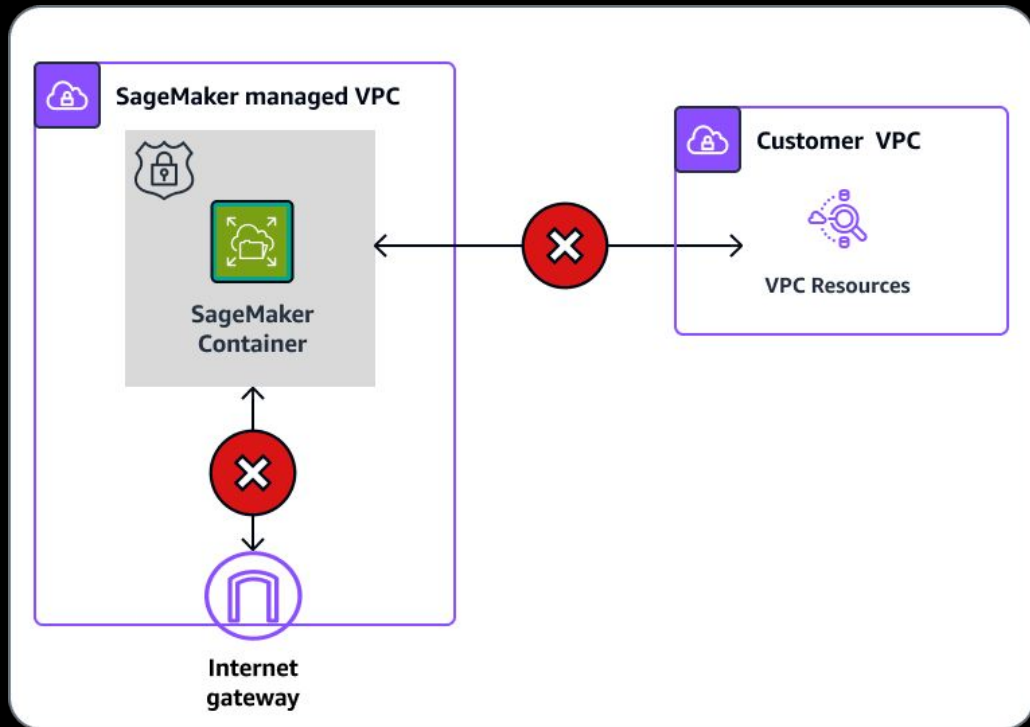 SageMaker managed VPC
Customer VPC
VPC Resources
SageMaker
Container
Internet
gateway